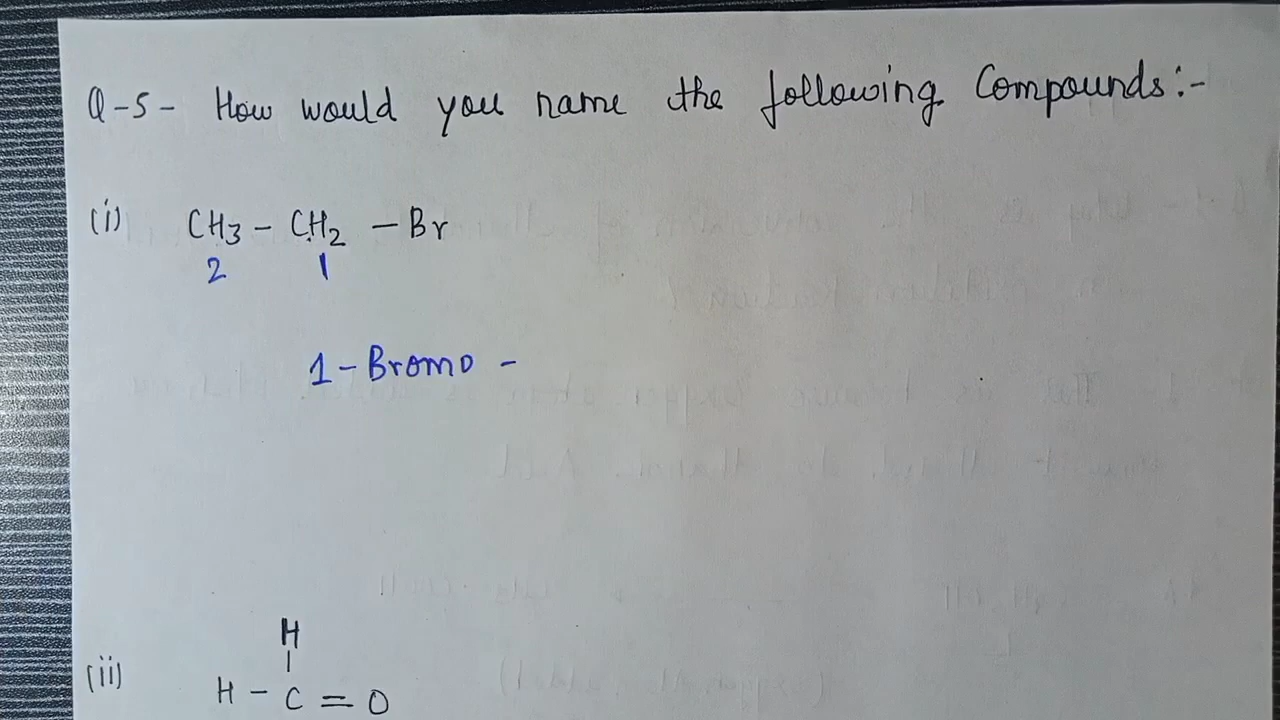 Q-5- How would you name the following Compounds:-
(i) CH3 - CH2 - Br
2 1
1-Bromo -
H
(ii) H - C = O